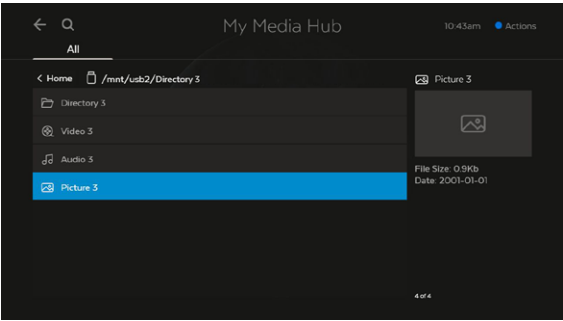 My Media Hub
10:43am Actions
All
Home /mnt/usb2/Directory 3
Directory 3
Video 3
Audio 3
Picture 3
Picture 3
File Size: 0.9Kb
Date: 2001-01-01
4 of 4